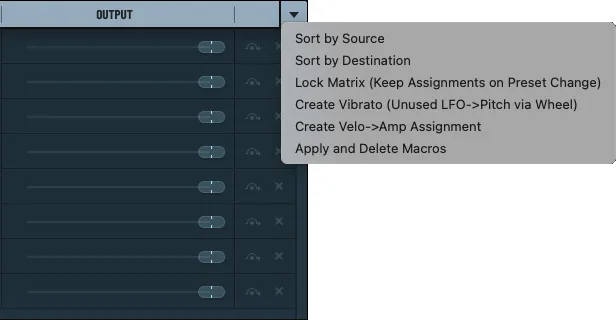 OUTPUT
Sort by Source
Sort by Destination
Lock Matrix (Keep Assignments on Preset Change)
Create Vibrato (Unused LFO->Pitch via Wheel)
Create Velo->Amp Assignment
Apply and Delete Macros